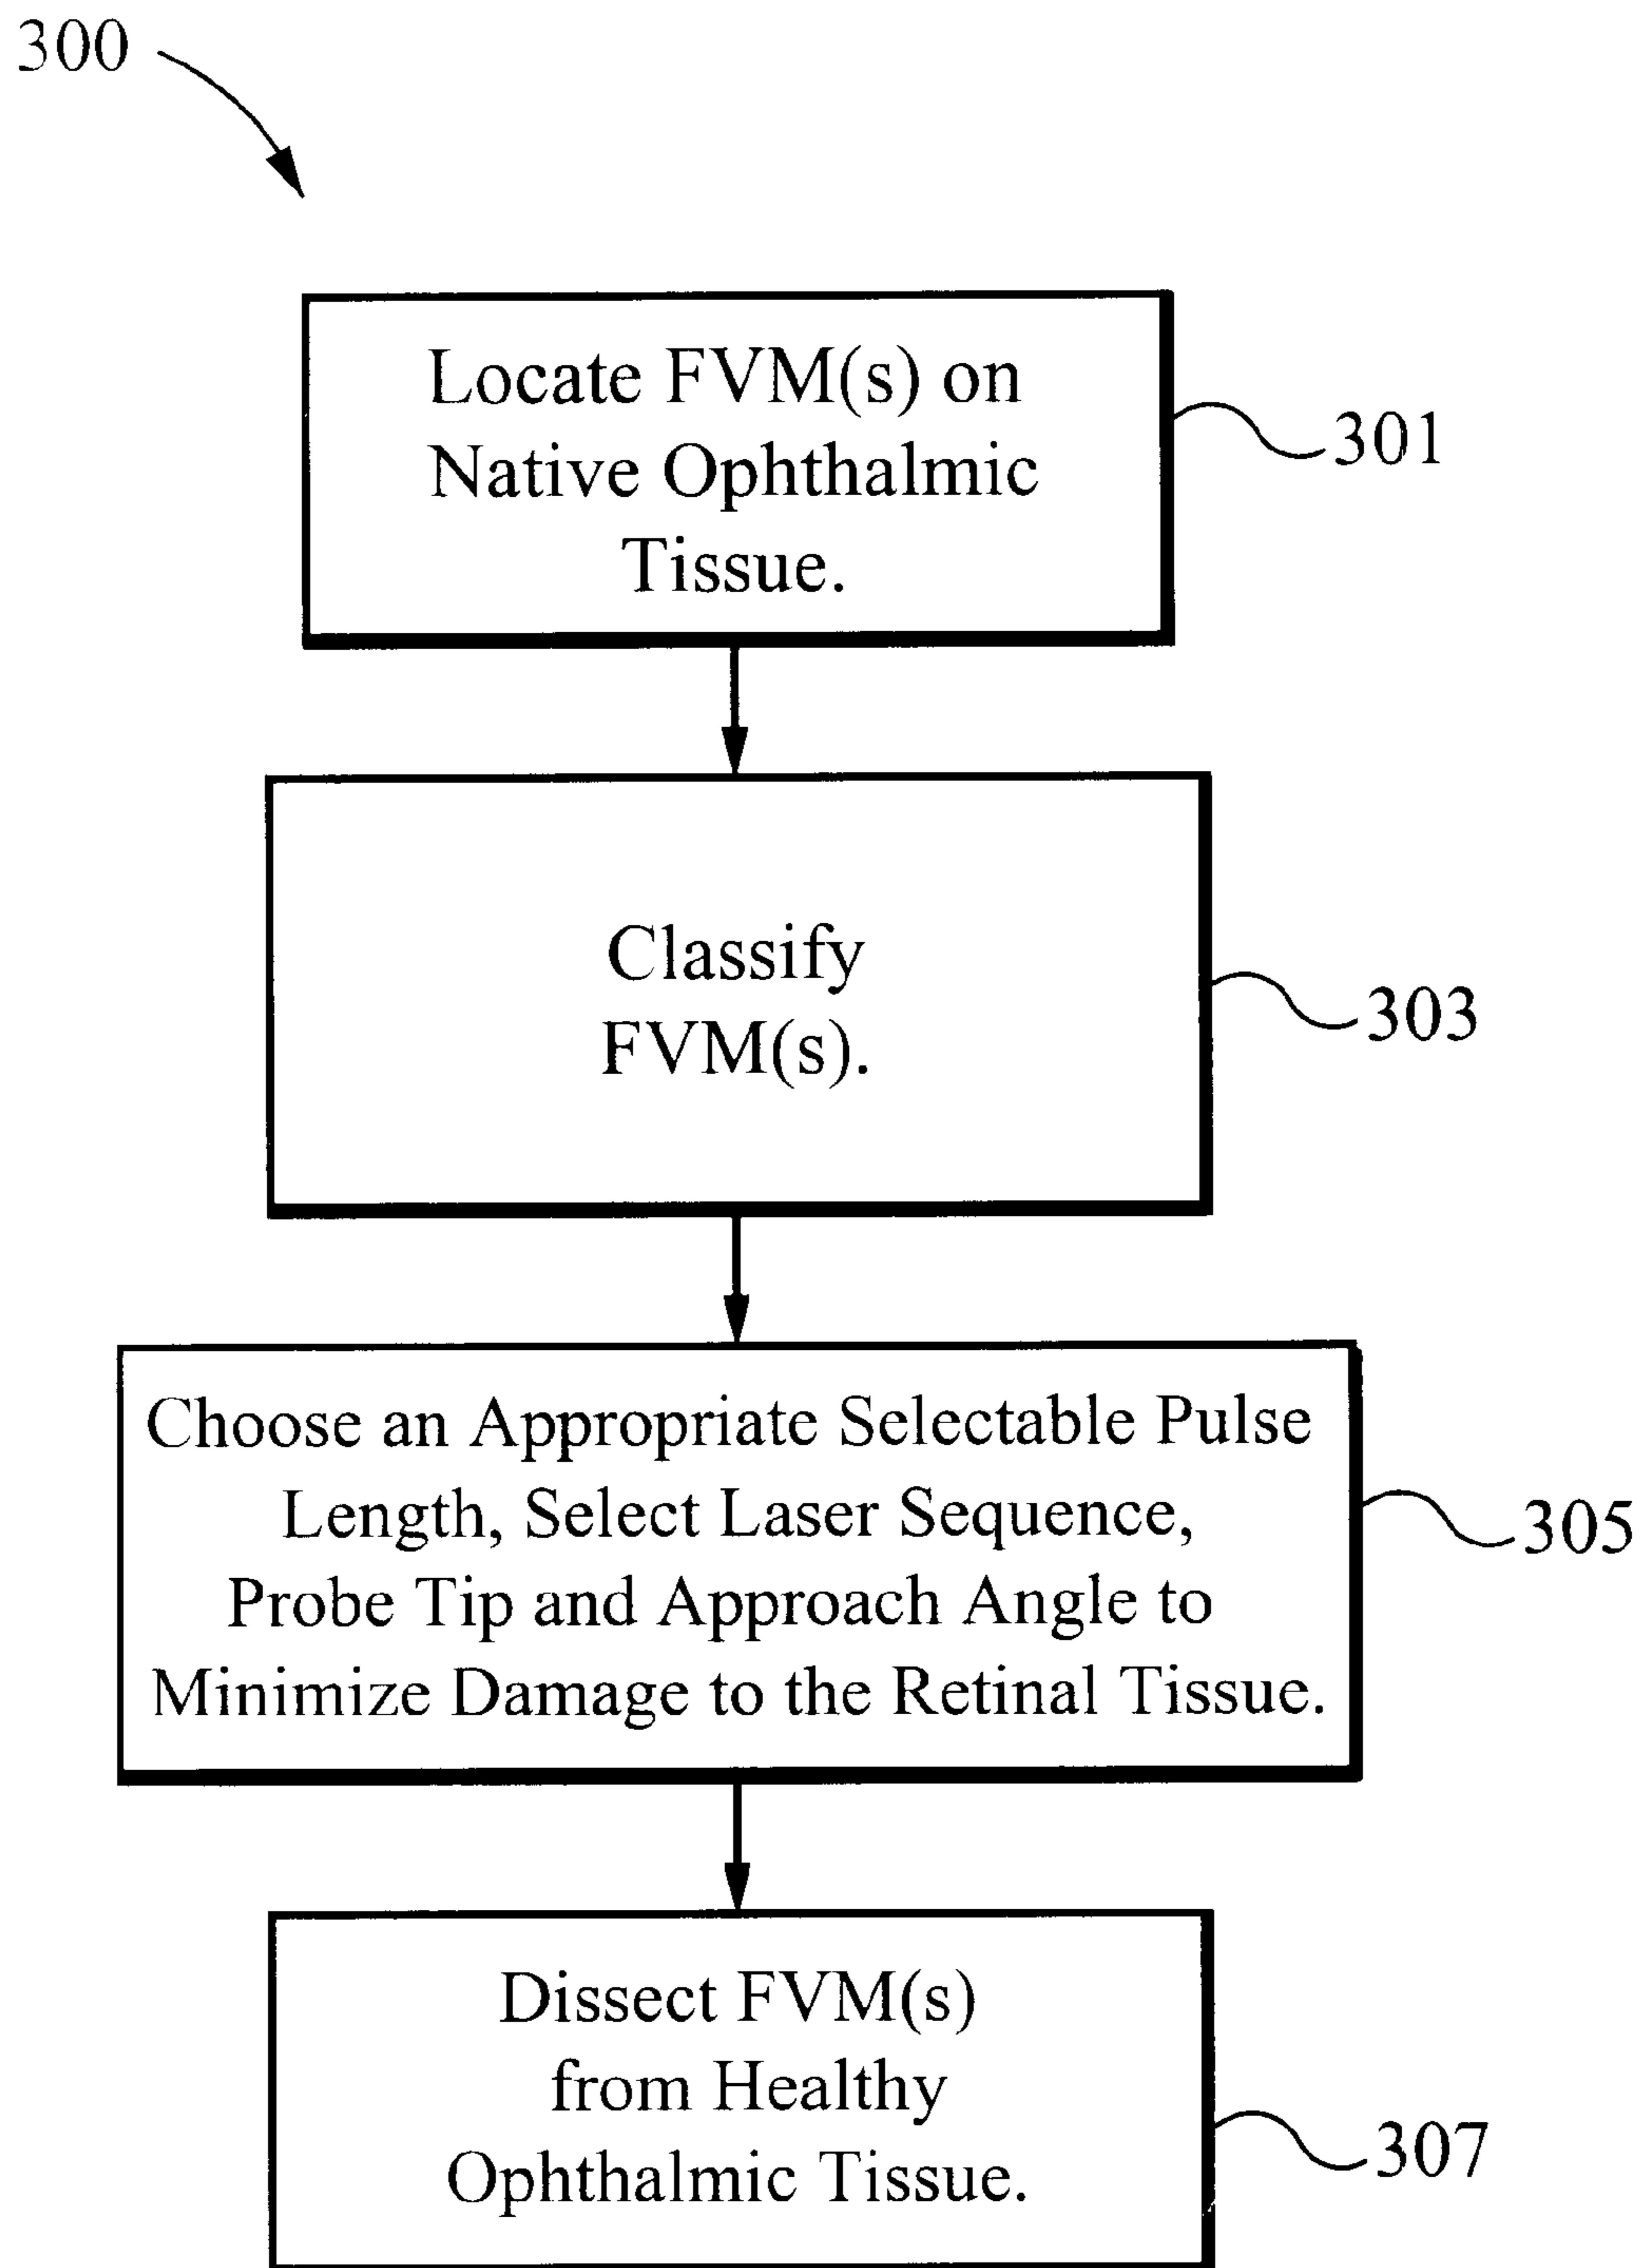 300
Locate FVM(s) on
Native Ophthalmic
Tissue.
301
Classify
FVM(s).
303
Choose an Appropriate Selectable Pulse
Length, Select Laser Sequence,
Probe Tip and Approach Angle to
Minimize Damage to the Retinal Tissue.
305
Dissect FVM(s)
from Healthy
Ophthalmic Tissue.
307